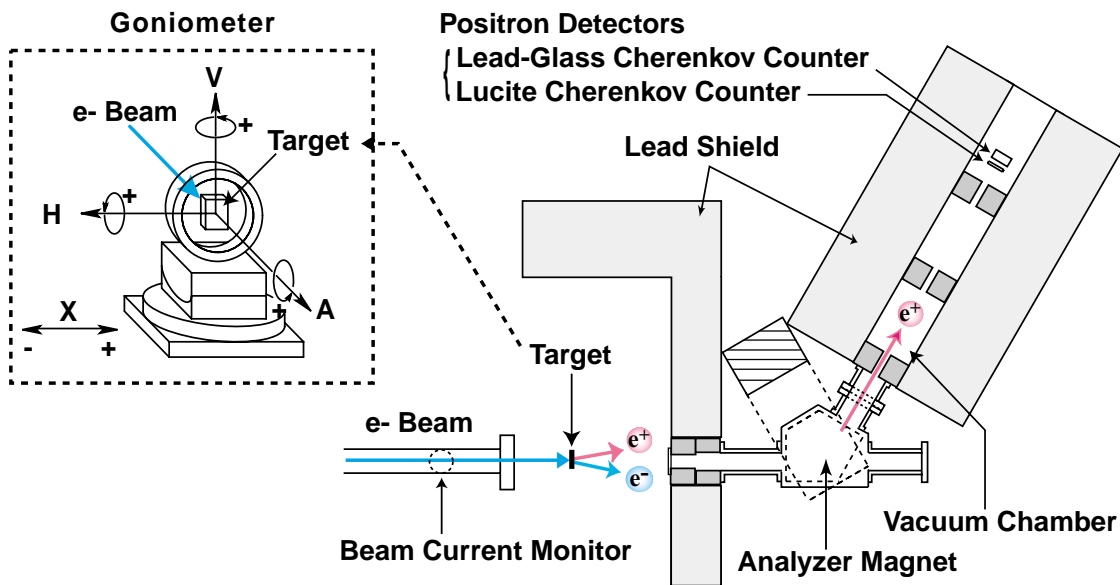 Goniometer
V
e- Beam
+
Target
H
+
+
A
X
- +
Positron Detectors
{ Lead-Glass Cherenkov Counter
Lucite Cherenkov Counter
Lead Shield
e+
Target
e- Beam
e+
e-
Beam Current Monitor
Vacuum Chamber
Analyzer Magnet